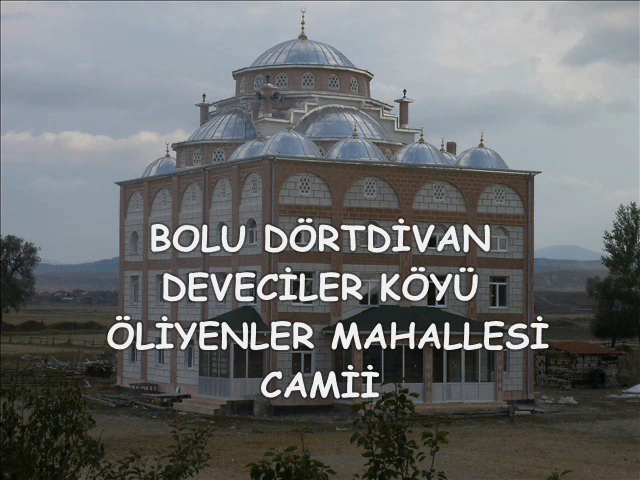 BOLU DÖRTDİVAN
DEVECİLER KÖYÜ
ÖLİYENLER MAHALLESİ
CAMİİ